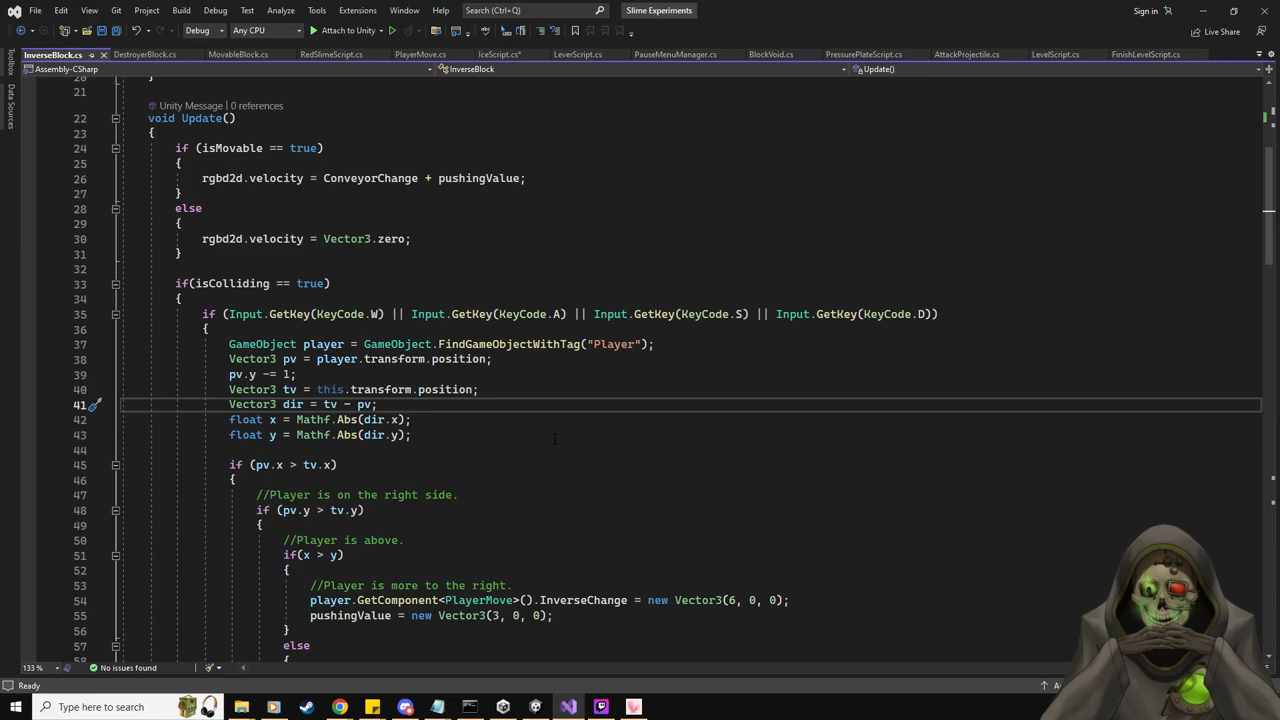 File Edit View Git Project Build Debug Test Analyze Tools Extensions Window Help Search (Ctrl+Q) Slime Experiments Sign in
Debug Any CPU Attach to Unity Live Share
InverseBlock.cs DestroyerBlock.cs MovableBlock.cs RedSlimeScript.cs PlayerMove.cs IceScript.cs* LeverScript.cs PauseMenuManager.cs BlockVoid.cs PressurePlateScript.cs AttackProjectile.cs LevelScript.cs FinishLevelScript.cs
Toolbox
Data Sources
Assembly-CSharp InverseBlock Update()
20 }
21
Unity Message | 0 references
22 void Update()
23 {
24 if (isMovable == true)
25 {
26 rgbd2d.velocity = ConveyorChange + pushingValue;
27 }
28 else
29 {
30 rgbd2d.velocity = Vector3.zero;
31 }
32
33 if(isColliding == true)
34 {
35 if (Input.GetKey(KeyCode.W) || Input.GetKey(KeyCode.A) || Input.GetKey(KeyCode.S) || Input.GetKey(KeyCode.D))
36 {
37 GameObject player = GameObject.FindGameObjectWithTag("Player");
38 Vector3 pv = player.transform.position;
39 pv.y -= 1;
40 Vector3 tv = this.transform.position;
41 Vector3 dir = tv - pv;
42 float x = Mathf.Abs(dir.x);
43 float y = Mathf.Abs(dir.y);
44
45 if (pv.x > tv.x)
46 {
47 //Player is on the right side.
48 if (pv.y > tv.y)
49 {
50 //Player is above.
51 if(x > y)
52 {
53 //Player is more to the right.
54 player.GetComponent<PlayerMove>().InverseChange = new Vector3(6, 0, 0);
55 pushingValue = new Vector3(3, 0, 0);
56 }
57 else
58 {
133 % No issues found
Ready
Type here to search